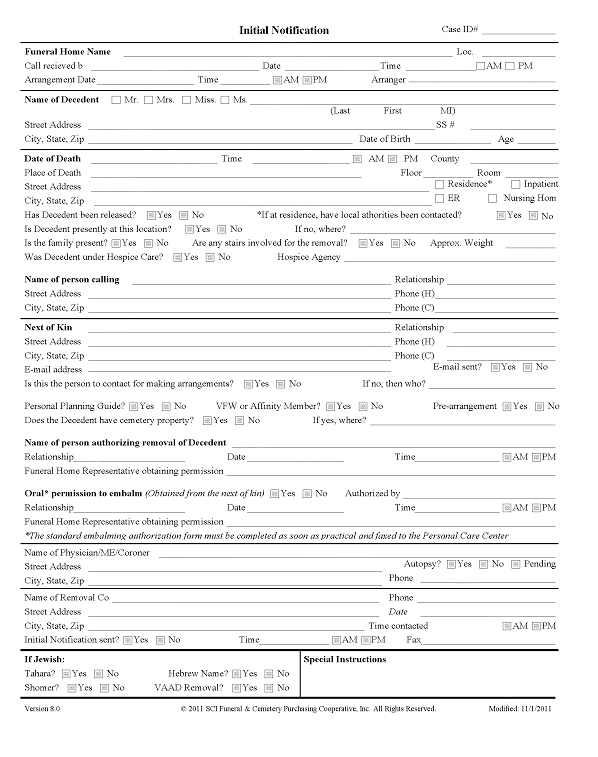 Initial Notification Case ID#
Funeral Home Name Loc.
Call recieved b Date Time AM PM
Arrangement Date Time AM PM Arranger
Name of Decedent Mr. Mrs. Miss. Ms.
(Last First MI)
Street Address SS #
City, State, Zip Date of Birth Age
Date of Death Time AM PM County
Place of Death Floor Room
Street Address Residence* Inpatient
City, State, Zip ER Nursing Hom
Has Decedent been released? Yes No *If at residence, have local athorities been contacted? Yes No
Is Decedent presently at this location? Yes No If no, where?
Is the family present? Yes No Are any stairs involved for the removal? Yes No Approx. Weight
Was Decedent under Hospice Care? Yes No Hospice Agency
Name of person calling Relationship
Street Address Phone (H)
City, State, Zip Phone (C)
Next of Kin Relationship
Street Address Phone (H)
City, State, Zip Phone (C)
E-mail address E-mail sent? Yes No
Is this the person to contact for making arrangements? Yes No If no, then who?
Personal Planning Guide? Yes No VFW or Affinity Member? Yes No Pre-arrangement Yes No
Does the Decedent have cemetery property? Yes No If yes, where?
Name of person authorizing removal of Decedent
Relationship Date Time AM PM
Funeral Home Representative obtaining permission
Oral* permission to embalm (Obtained from the next of kin) Yes No Authorized by
Relationship Date Time AM PM
Funeral Home Representative obtaining permission
*The standard embalming authorization form must be completed as soon as practical and faxed to the Personal Care Center
Name of Physician/ME/Coroner
Street Address Autopsy? Yes No Pending
City, State, Zip Phone
Name of Removal Co Phone
Street Address Date
City, State, Zip Time contacted AM PM
Initial Notification sent? Yes No Time AM PM Fax
If Jewish: Special Instructions
Tahara? Yes No Hebrew Name? Yes No
Shomer? Yes No VAAD Removal? Yes No
Version 8.0 © 2011 SCI Funeral & Cemetery Purchasing Cooperative, Inc. All Rights Reserved. Modified: 11/1/2011